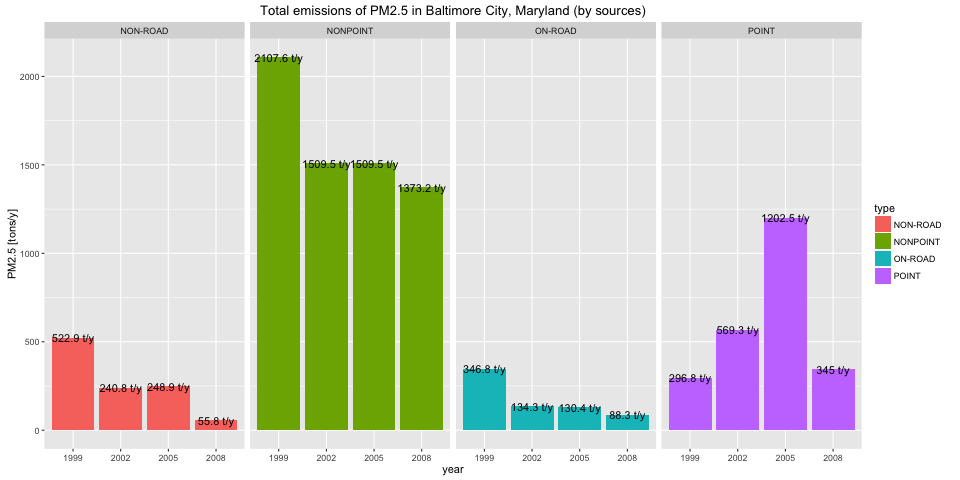 Total emissions of PM2.5 in Baltimore City, Maryland (by sources)
NON-ROAD NONPOINT ON-ROAD POINT
PM2.5 [tons/y]
2000
1500
1000
500
0
522.9 t/y 240.8 t/y 248.9 t/y 55.8 t/y
2107.6 t/y 1509.5 t/y 1509.5 t/y 1373.2 t/y
346.8 t/y 134.3 t/y 130.4 t/y 88.3 t/y
296.8 t/y 569.3 t/y 1202.5 t/y 345 t/y
1999 2002 2005 2008 1999 2002 2005 2008 1999 2002 2005 2008 1999 2002 2005 2008
year
type
NON-ROAD
NONPOINT
ON-ROAD
POINT